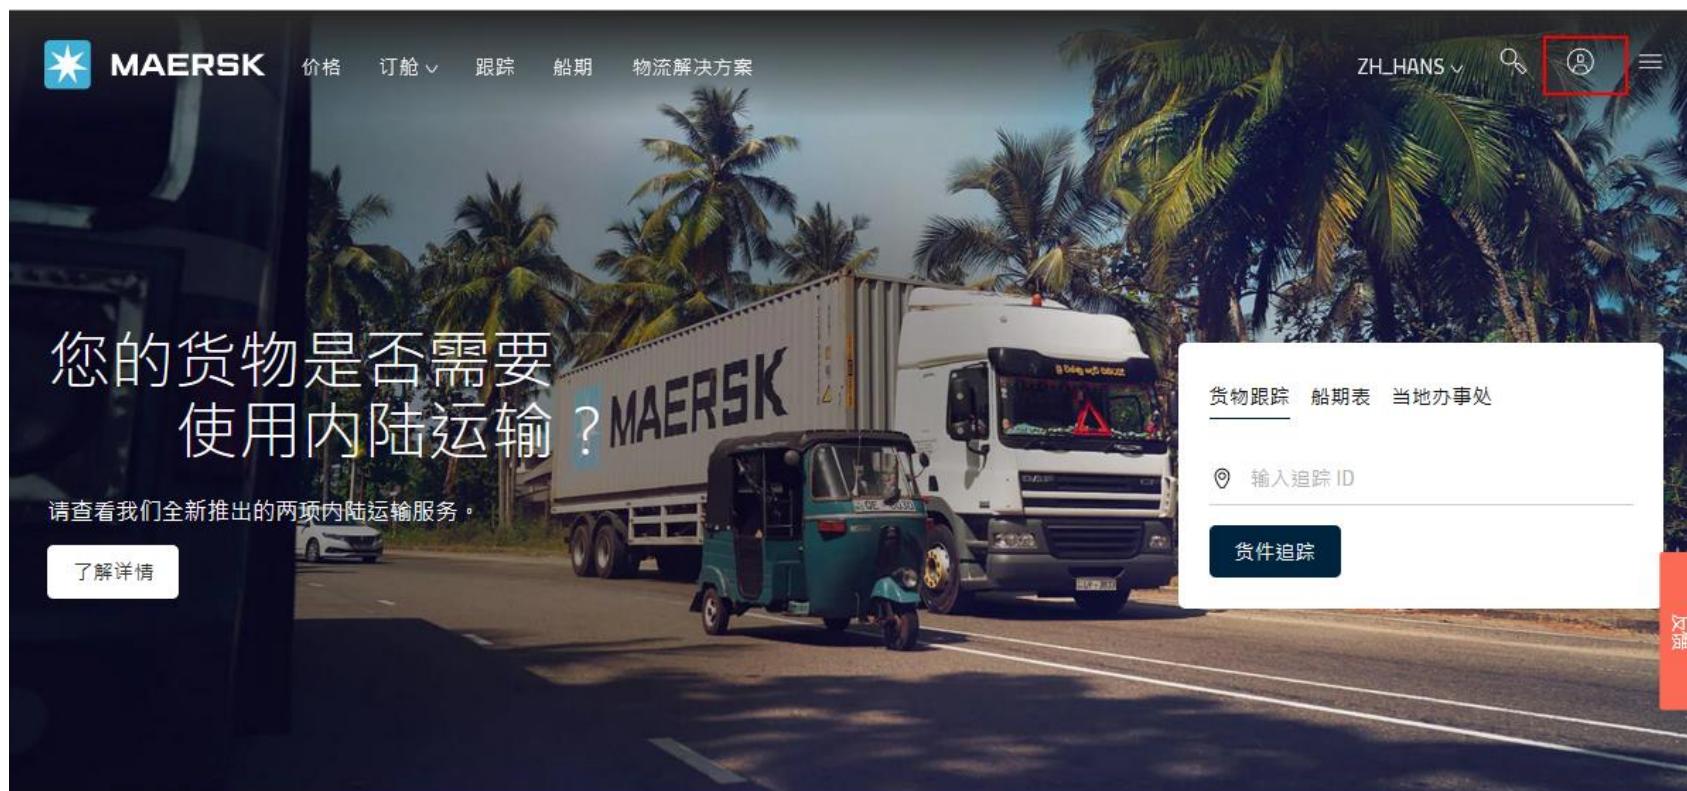 MAERSK 价格 订舱 跟踪 船期 物流解决方案 ZH_HANS
您的货物是否需要
使用内陆运输？
请查看我们全新推出的两项内陆运输服务。
了解详情
MAERSK
货物跟踪 船期表 当地办事处
输入追踪 ID
货件追踪
反馈